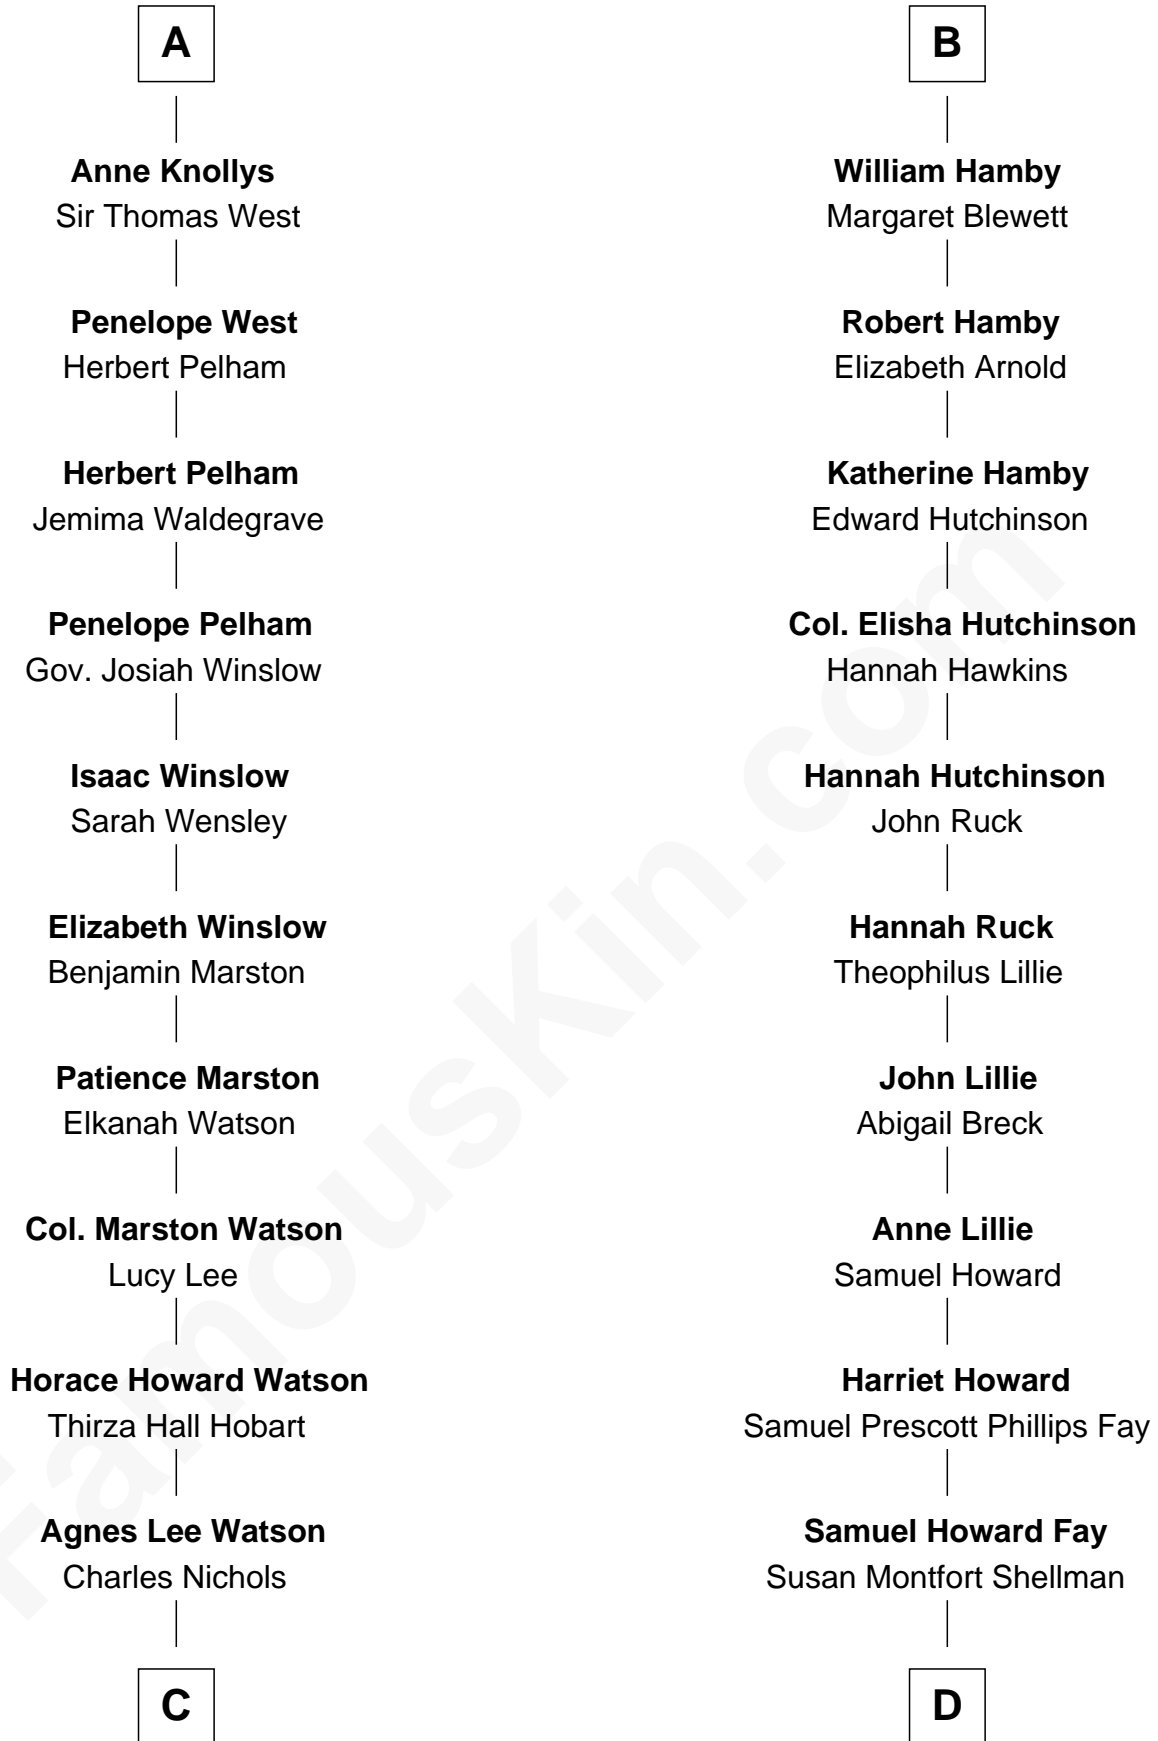 A
Anne Knollys
Sir Thomas West
Penelope West
Herbert Pelham
Herbert Pelham
Jemima Waldegrave
Penelope Pelham
Gov. Josiah Winslow
Isaac Winslow
Sarah Wensley
Elizabeth Winslow
Benjamin Marston
Patience Marston
Elkanah Watson
Col. Marston Watson
Lucy Lee
Horace Howard Watson
Thirza Hall Hobart
Agnes Lee Watson
Charles Nichols
C
B
William Hamby
Margaret Blewett
Robert Hamby
Elizabeth Arnold
Katherine Hamby
Edward Hutchinson
Col. Elisha Hutchinson
Hannah Hawkins
Hannah Hutchinson
John Ruck
Hannah Ruck
Theophilus Lillie
John Lillie
Abigail Breck
Anne Lillie
Samuel Howard
Harriet Howard
Samuel Prescott Phillips Fay
Samuel Howard Fay
Susan Montfort Shellman
D
FamousKin.com